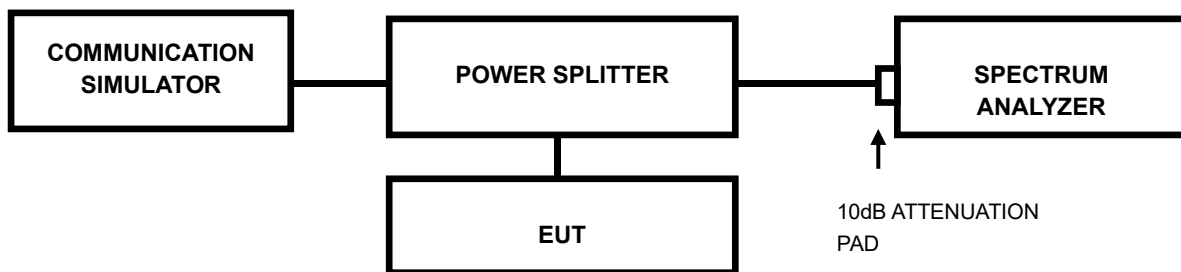 COMMUNICATION
SIMULATOR
POWER SPLITTER
SPECTRUM
ANALYZER
EUT
10dB ATTENUATION
PAD